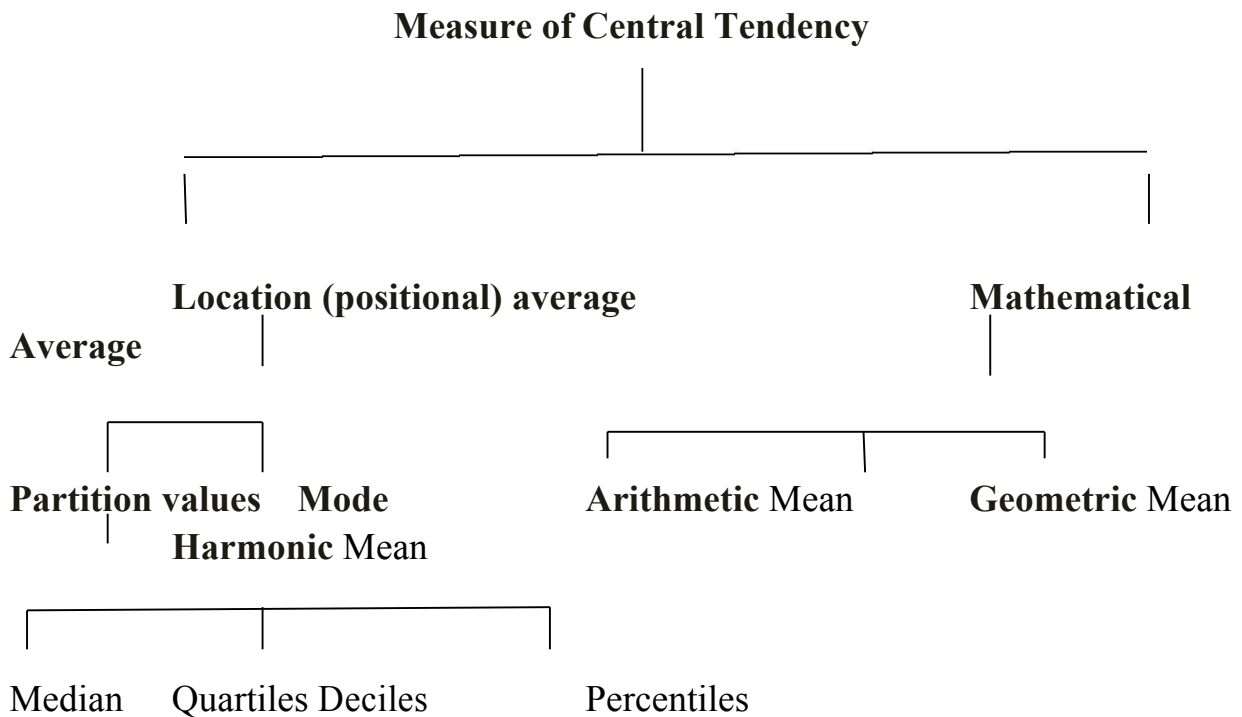 Measure of Central Tendency
Location (positional) average Mathematical
Average
Partition values Mode Arithmetic Mean Geometric Mean
Harmonic Mean
Median Quartiles Deciles Percentiles